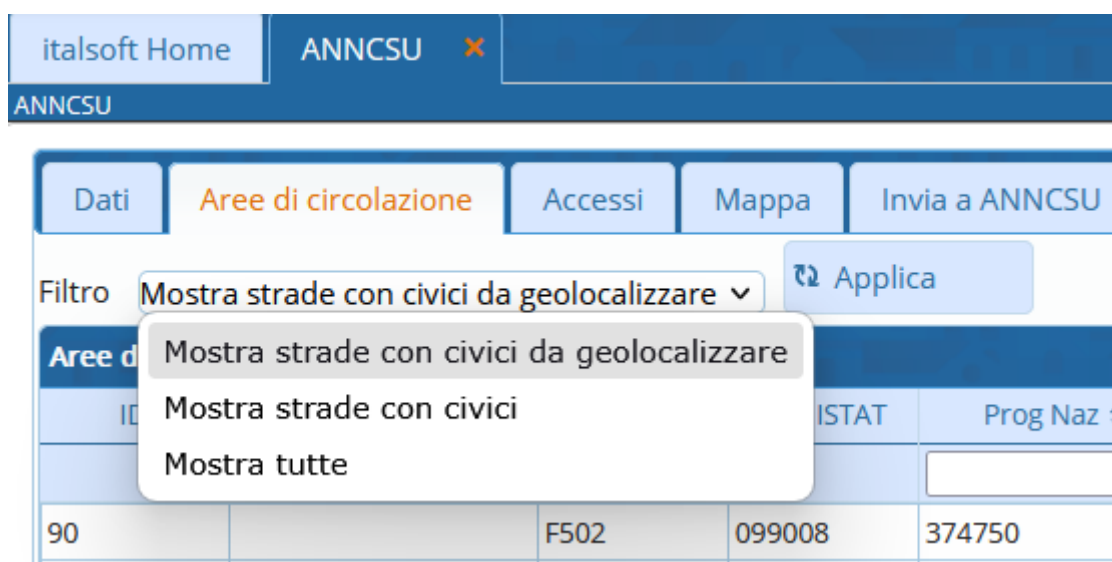 italsoft Home ANNCSU ×
ANNCSU
Dati Aree di circolazione Accessi Mappa Invia a ANNCSU
Filtro Mostra strade con civici da geolocalizzare Applica
Aree d
Mostra strade con civici da geolocalizzare
Mostra strade con civici
Mostra tutte
ISTAT Prog Naz
90 F502 099008 374750